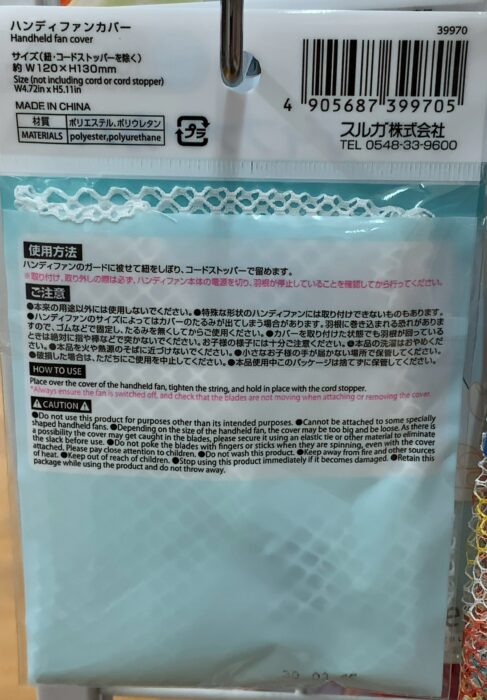 ハンディファンカバー
Handheld fan cover
39970
サイズ(紐・コードストッパーを除く)
約 W120×H130mm
Size (not including cord or cord stopper)
W4.72in x H5.11in
MADE IN CHINA
材質 ポリエステル、ポリウレタン
MATERIALS polyester,polyurethane
プラ
4 905687 399705
スルガ株式会社
TEL 0548-33-9600
使用方法
ハンディファンのガードに被せて紐をしぼり、コードストッパーで留めます。
※取り付け、取り外しの際は必ず、ハンディファン本体の電源を切り、羽根が停止していることを確認してから行ってください。
ご注意
●本来の用途以外には使用しないでください。●特殊な形状のハンディファンには取り付けできないものもあります。
●ハンディファンのサイズによってはカバーのたるみが出てしまう場合があります。羽根に巻き込まれる恐れがありま
すので、ゴムなどで固定し、たるみを無くしてからご使用ください。●カバーを取り付けた状態でも羽根が回っている
ときは絶対に指や棒などで突かないでください。お子様の様子には十分ご注意ください。●本品の洗濯はおやめくだ
さい。●本品を火や熱源のそばに近づけないでください。●小さなお子様の手が届かない場所で保管してください。
●破損した場合は、ただちにご使用を中止してください。●本品使用中このパッケージは捨てずに保管してください。
HOW TO USE
Place over the cover of the handheld fan, tighten the string, and hold in place with the cord stopper.
*Always ensure the fan is switched off, and check that the blades are not moving when attaching or removing the cover.
CAUTION
●Do not use this product for purposes other than its intended purposes. ●Cannot be attached to some specially
shaped handheld fans. ●Depending on the size of the handheld fan, the cover may be too big and be loose. As there is
a possibility the cover may get caught in the blades, please secure it using an elastic tie or other material to eliminate
the slack before use. ●Do not poke the blades with fingers or sticks when they are spinning, even with the cover
attached. Please pay close attention to children. ●Do not wash this product. ●Keep away from fire and other sources
of heat. ●Keep out of reach of children. ●Stop using this product immediately if it becomes damaged. ●Retain this
package while using the product and do not throw away.